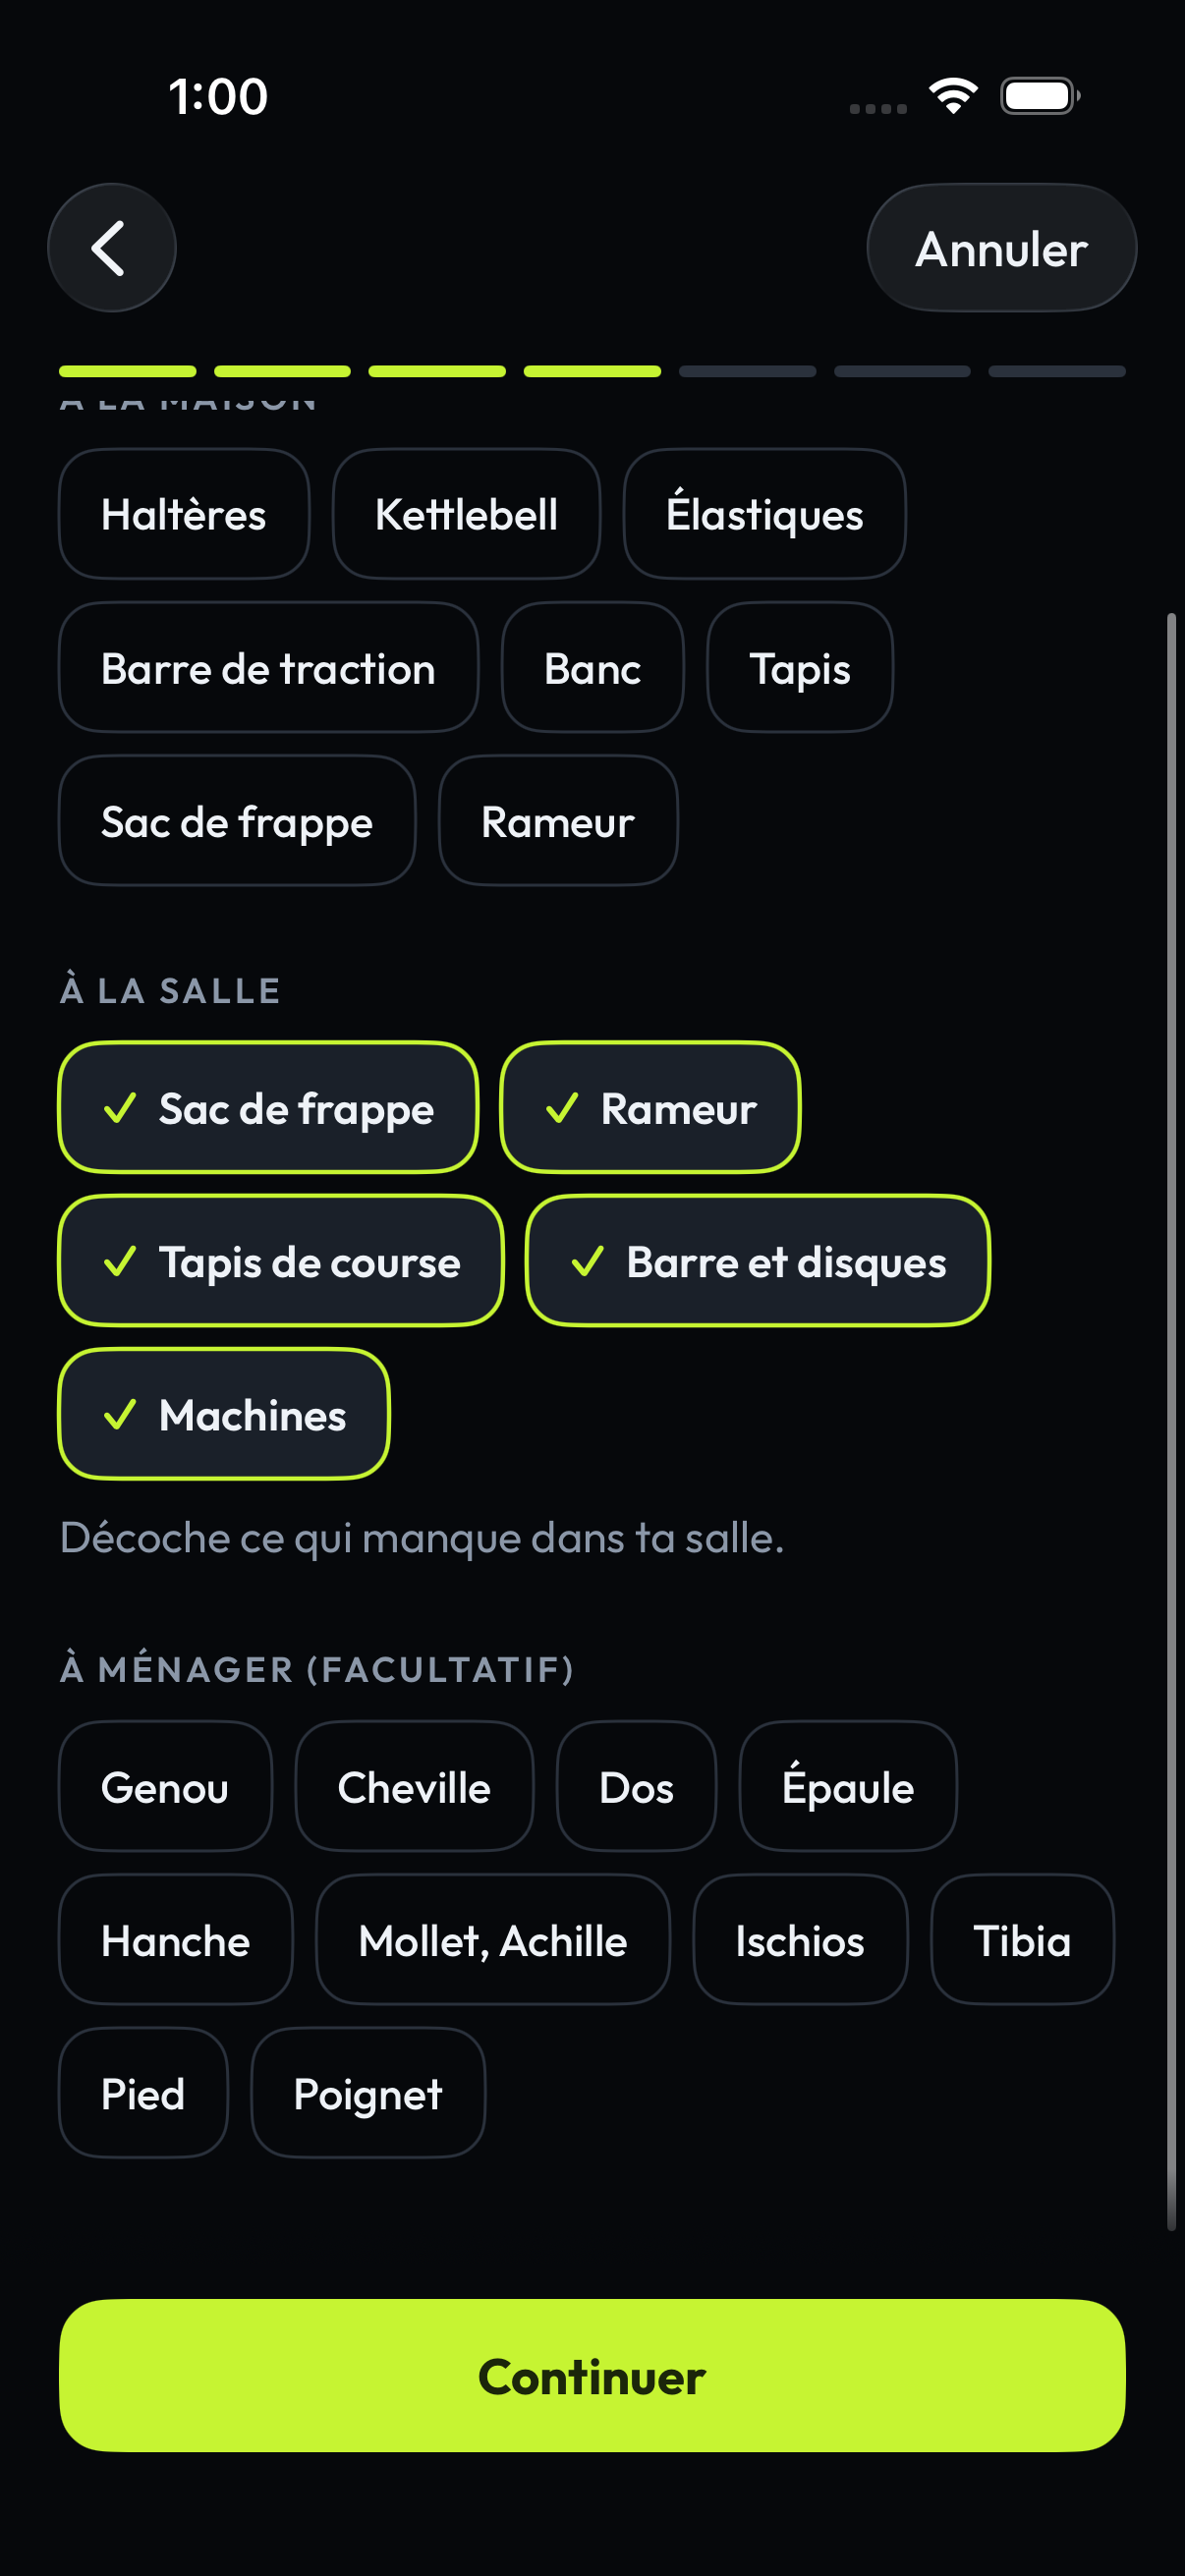 1:00
Annuler
À LA MAISON
Haltères
Kettlebell
Élastiques
Barre de traction
Banc
Tapis
Sac de frappe
Rameur
À LA SALLE
Sac de frappe
Rameur
Tapis de course
Barre et disques
Machines
Décoche ce qui manque dans ta salle.
À MÉNAGER (FACULTATIF)
Genou
Cheville
Dos
Épaule
Hanche
Mollet, Achille
Ischios
Tibia
Pied
Poignet
Continuer